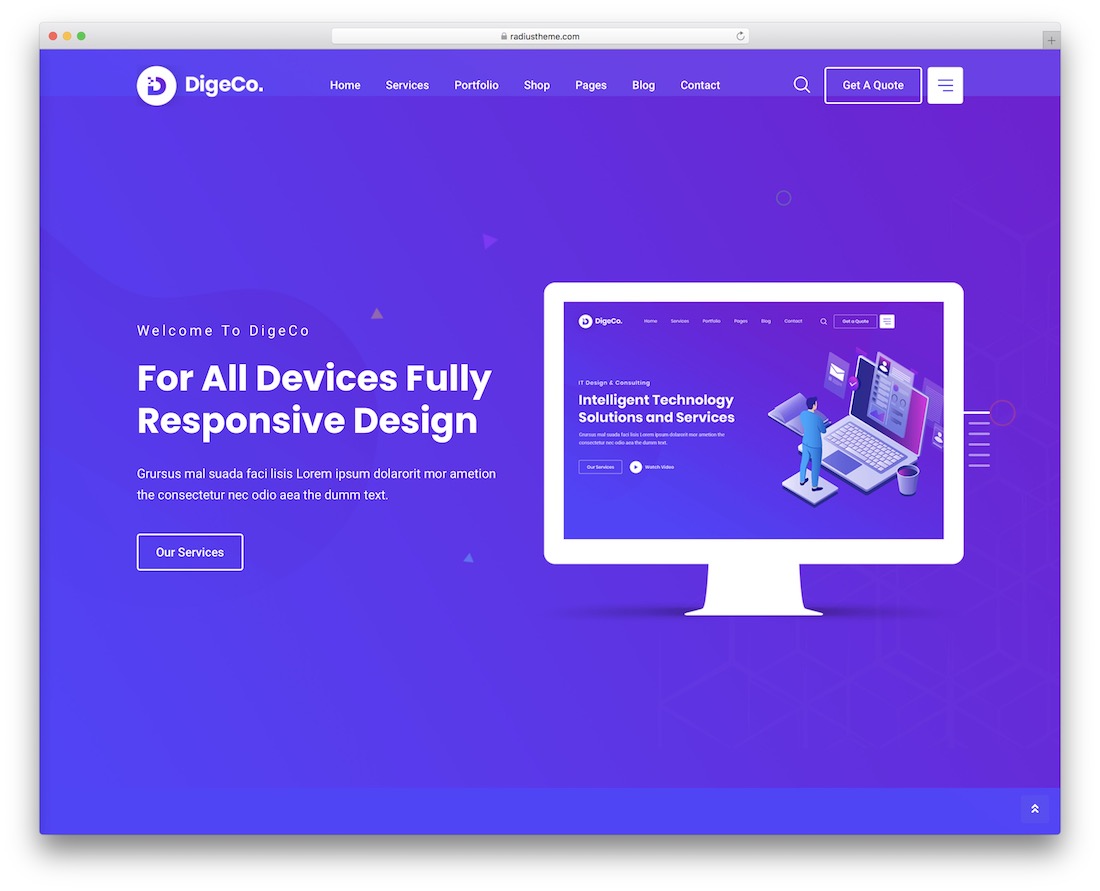 radiustheme.com
DigeCo.
Home Services Portfolio Shop Pages Blog Contact
Get A Quote
Welcome To DigeCo
For All Devices Fully
Responsive Design
Grursus mal suada faci lisis Lorem ipsum dolarorit mor ametion
the consectetur nec odio aea the dumm text.
Our Services
DigeCo.
Home Services Portfolio Pages Blog Contact
Get a Quote
IT Design & Consulting
Intelligent Technology
Solutions and Services
Grursus mal suada faci lisis Lorem ipsum dolarorit mor ametion the
consectetur nec odio aea the dumm text.
Our Services
Watch Video